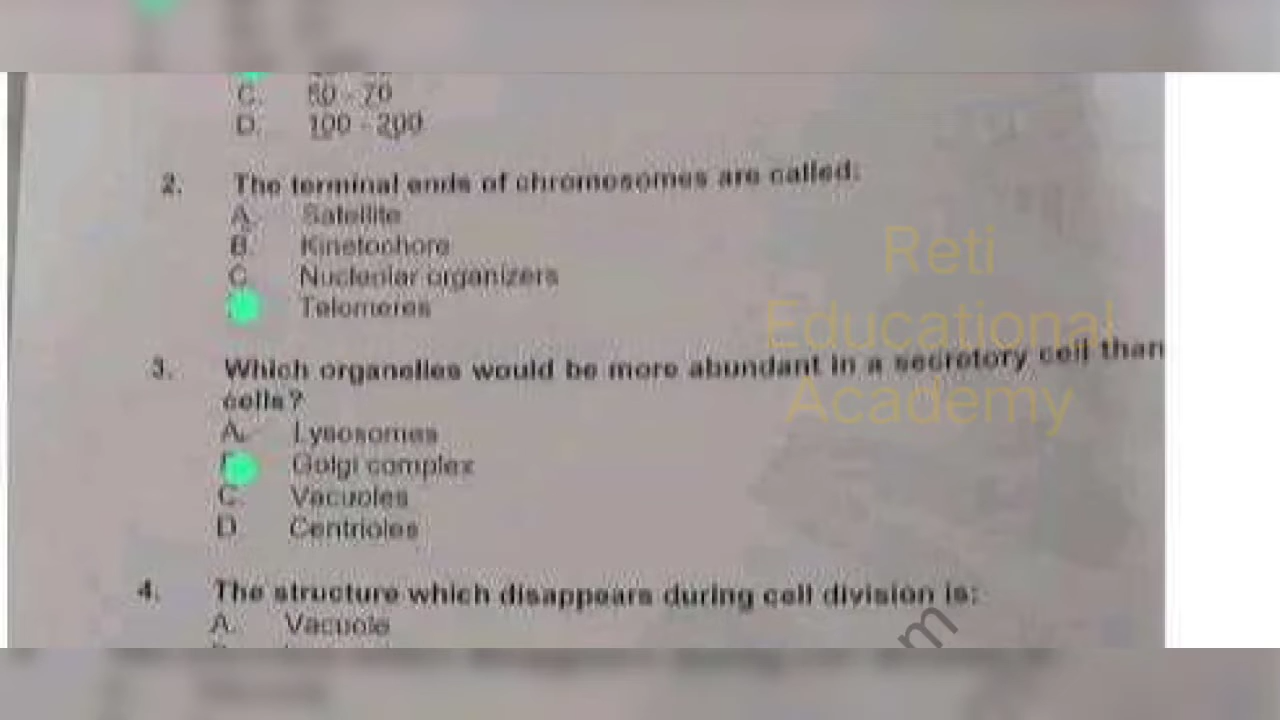 C. 50 - 70
D. 100 - 200
2. The terminal ends of chromosomes are called:
A. Satellite
B. Kinetochore
C. Nucleolar organizers
Telomeres
Reti
Educational
Academy
3. Which organelles would be more abundant in a secretory cell than
cells?
A. Lysosomes
Golgi complex
C. Vacuoles
D. Centrioles
4. The structure which disappears during cell division is:
A. Vacuole
m